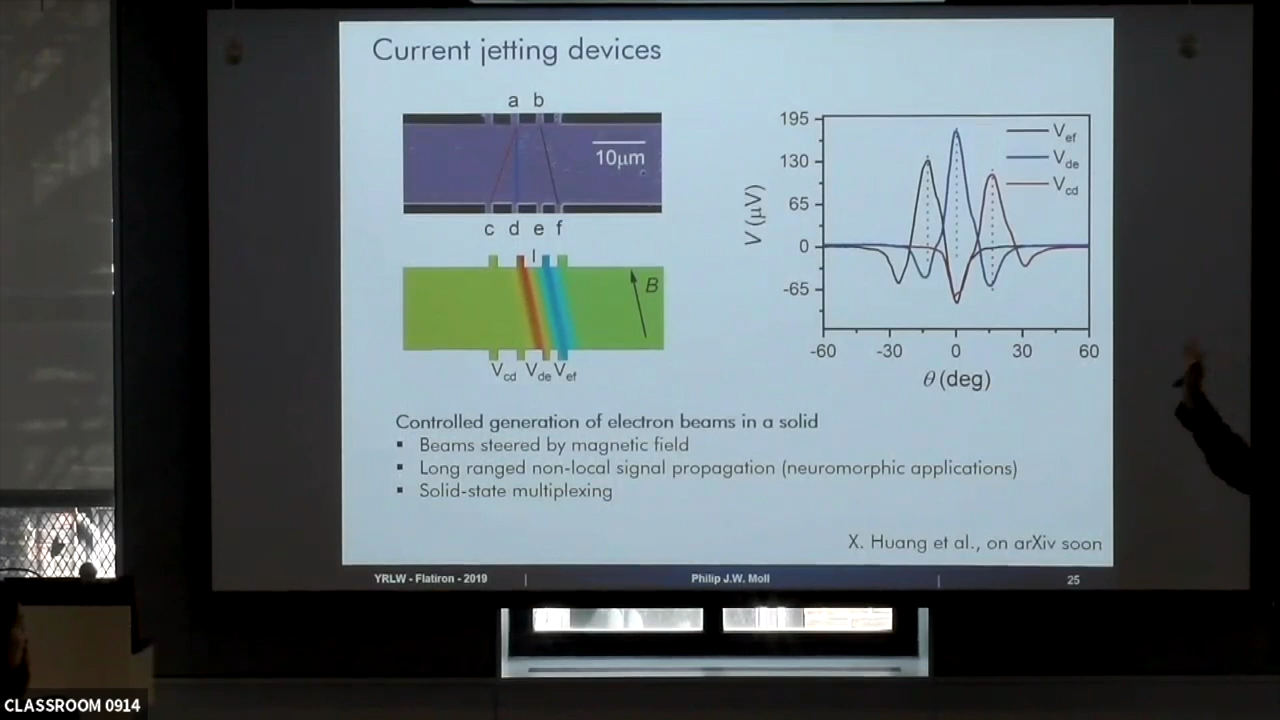 Current jetting devices
a b
10μm
c d e f
I
B
V_cd V_de V_ef
195
130
65
0
-65
V (μV)
V_ef
V_de
V_cd
-60 -30 0 30 60
θ (deg)
Controlled generation of electron beams in a solid
▪ Beams steered by magnetic field
▪ Long ranged non-local signal propagation (neuromorphic applications)
▪ Solid-state multiplexing
X. Huang et al., on arXiv soon
YRLW - Flatiron - 2019 | Philip J.W. Moll | 25
CLASSROOM 0914